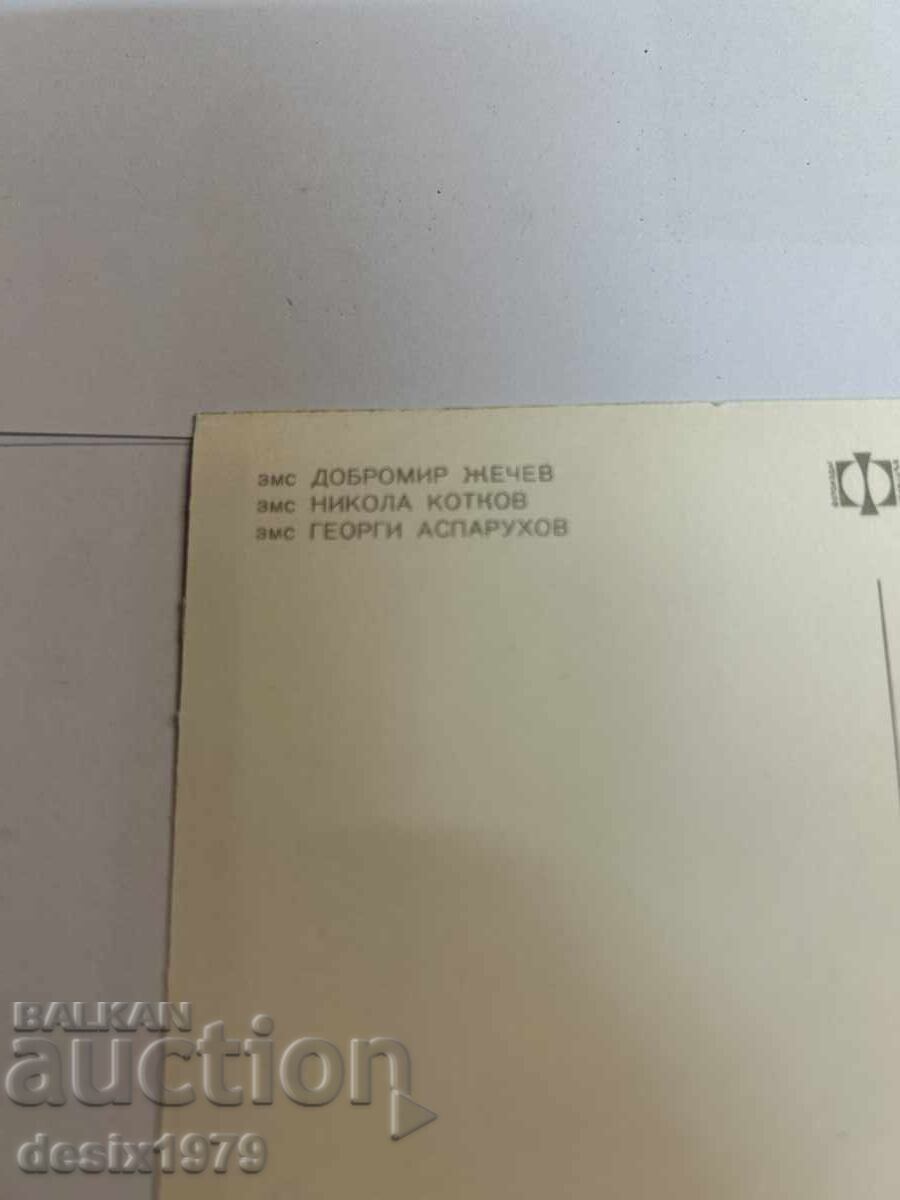 змс ДОБРОМИР ЖЕЧЕВ
змс НИКОЛА КОТКОВ
змс ГЕОРГИ АСПАРУХОВ
BALKAN
auction
desix1979